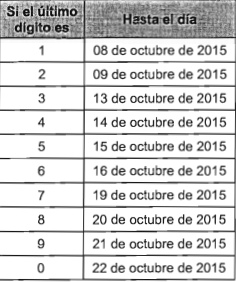 Si el último Hasta el día
dígito es
1 08 de octubre de 2015
2 09 de octubre de 2015
3 13 de octubre de 2015
4 14 de octubre de 2015
5 15 de octubre de 2015
6 16 de octubre de 2015
7 19 de octubre de 2015
8 20 de octubre de 2015
9 21 de octubre de 2015
0 22 de octubre de 2015